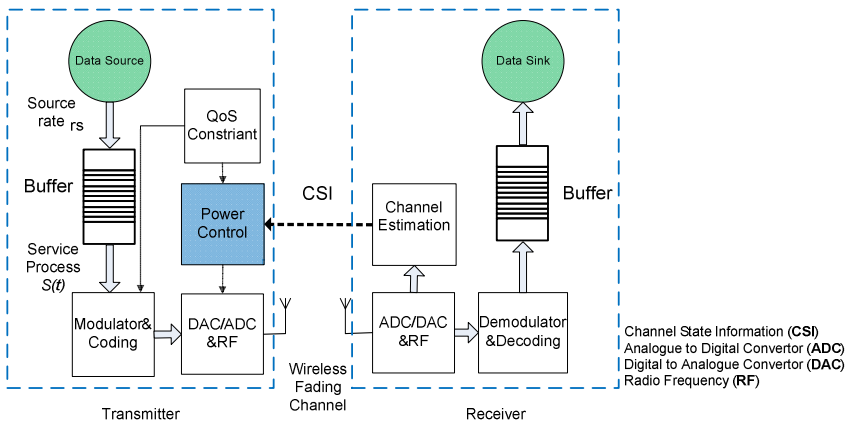 Data Source
Source
rate rs
QoS
Constriant
Buffer
Power
Control
Service
Process
S(t)
Modulator&
Coding
DAC/ADC
&RF
Transmitter
CSI
Wireless
Fading
Channel
Data Sink
Buffer
Channel
Estimation
ADC/DAC
&RF
Demodulator
&Decoding
Receiver
Channel State Information (CSI)
Analogue to Digital Convertor (ADC)
Digital to Analogue Convertor (DAC)
Radio Frequency (RF)